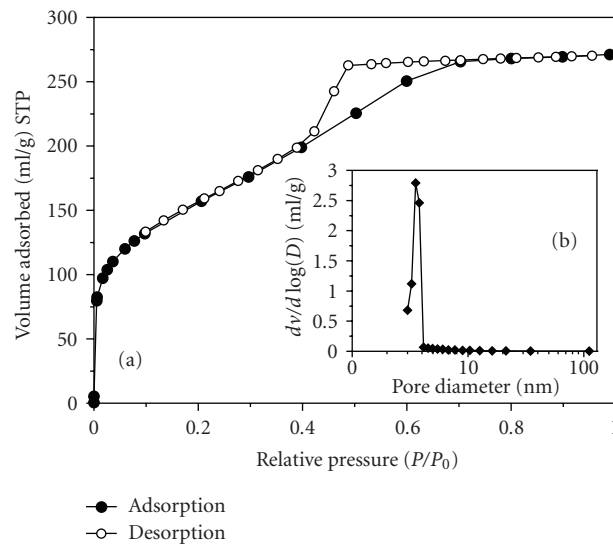 300
250
200
150
100
50
0
Volume adsorbed (ml/g) STP
(a)
0
0.2
0.4
0.6
0.8
1
Relative pressure (P/P0)
3
2.5
2
1.5
1
0.5
0
dv/d log(D) (ml/g)
(b)
0
10
100
Pore diameter (nm)
Adsorption
Desorption